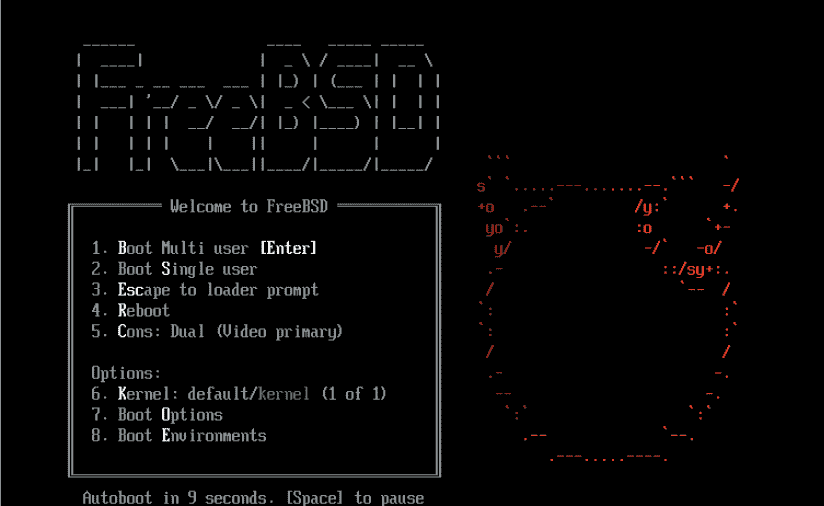 FreeBSD
Welcome to FreeBSD
1. Boot Multi user [Enter]
2. Boot Single user
3. Escape to loader prompt
4. Reboot
5. Cons: Dual (Video primary)
Options:
6. Kernel: default/kernel (1 of 1)
7. Boot Options
8. Boot Environments
Autoboot in 9 seconds. [Space] to pause